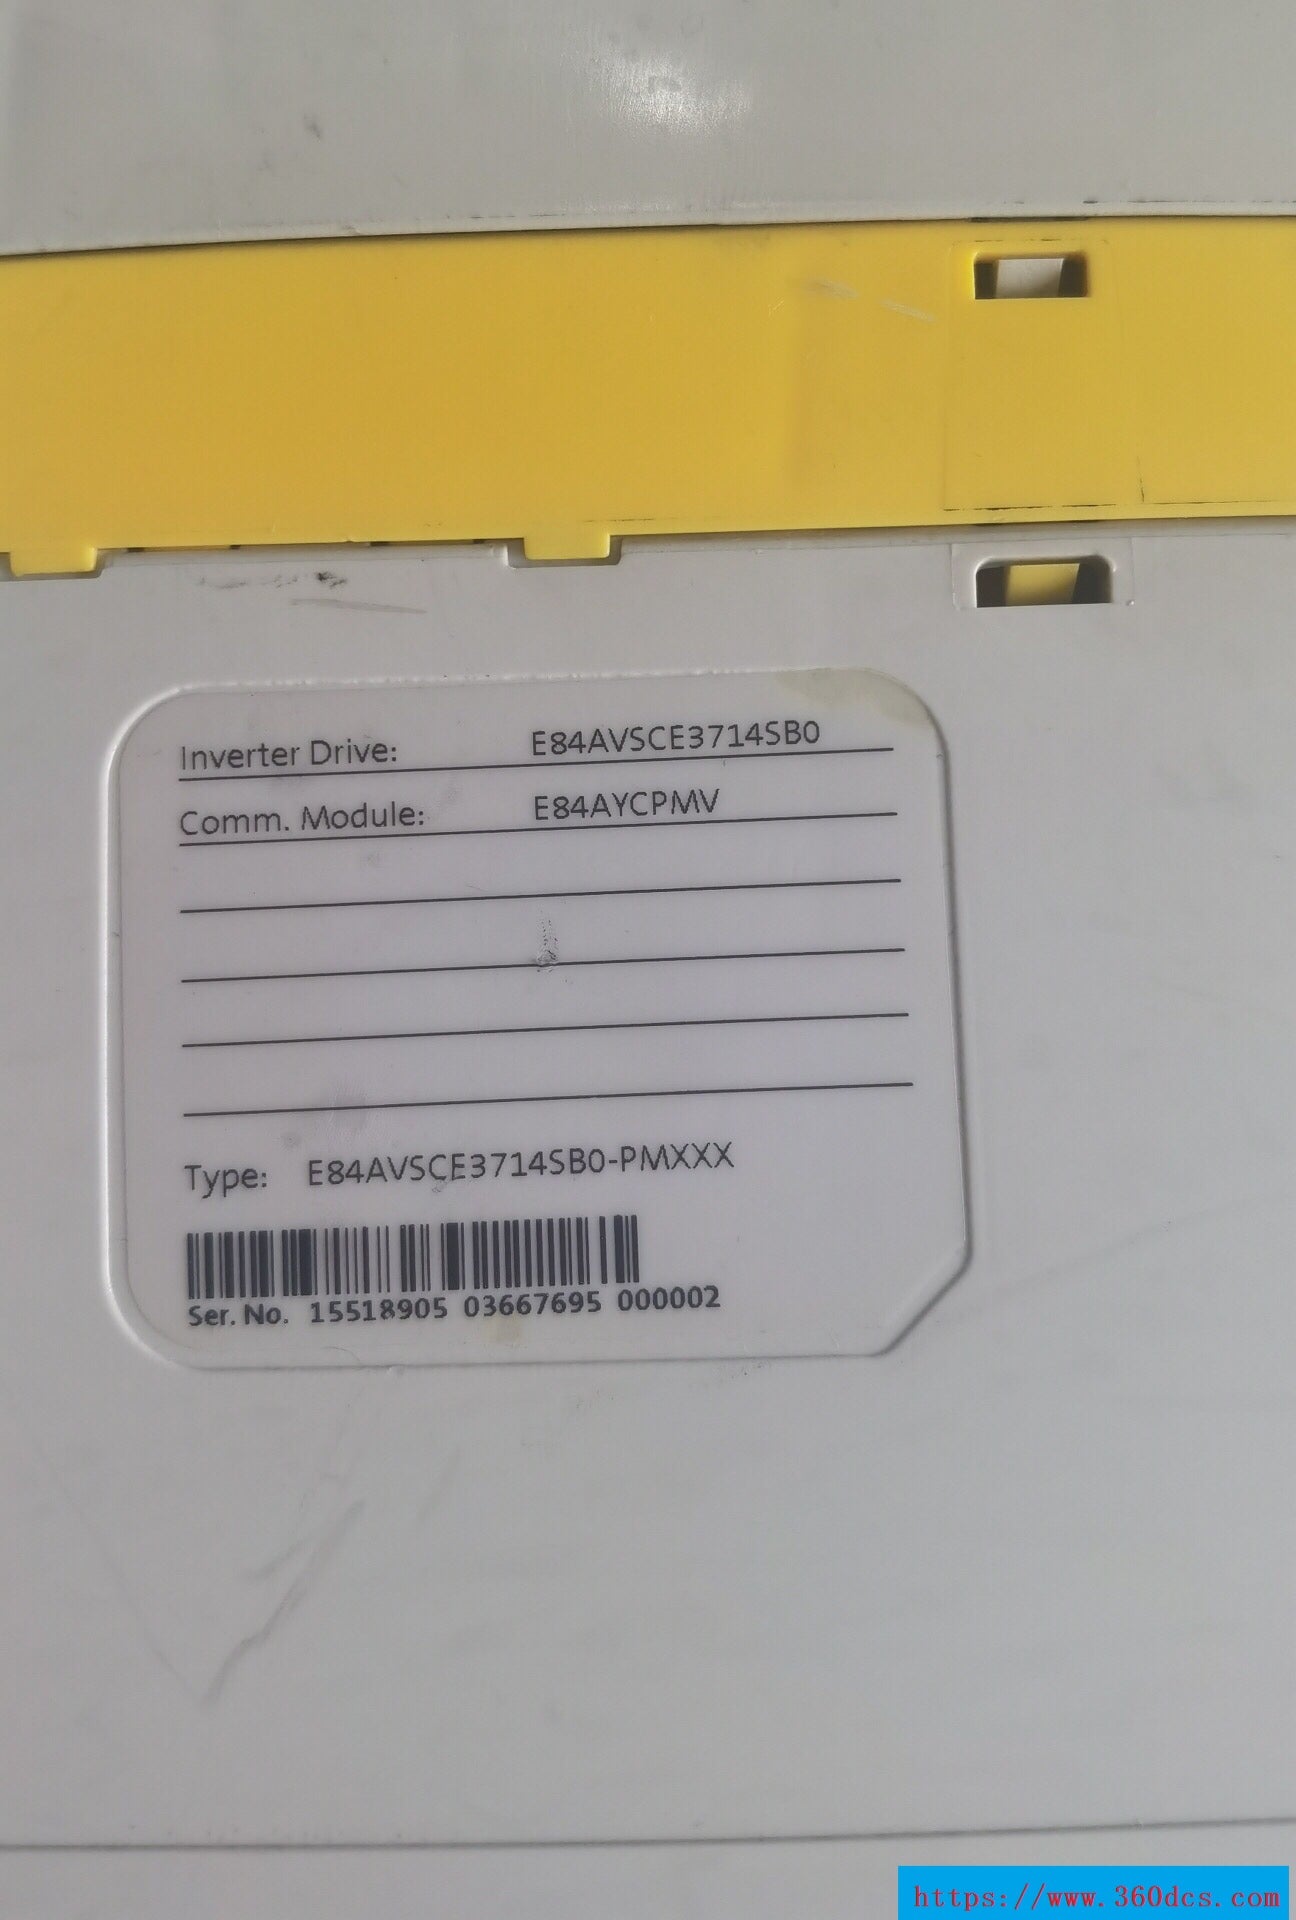 Inverter Drive: E84AVSCE3714SB0
Comm. Module: E84AYCPMV
Type: E84AVSCE3714SB0-PMXXX
Ser. No. 15518905 03667695 000002
https://www.360dcs.com